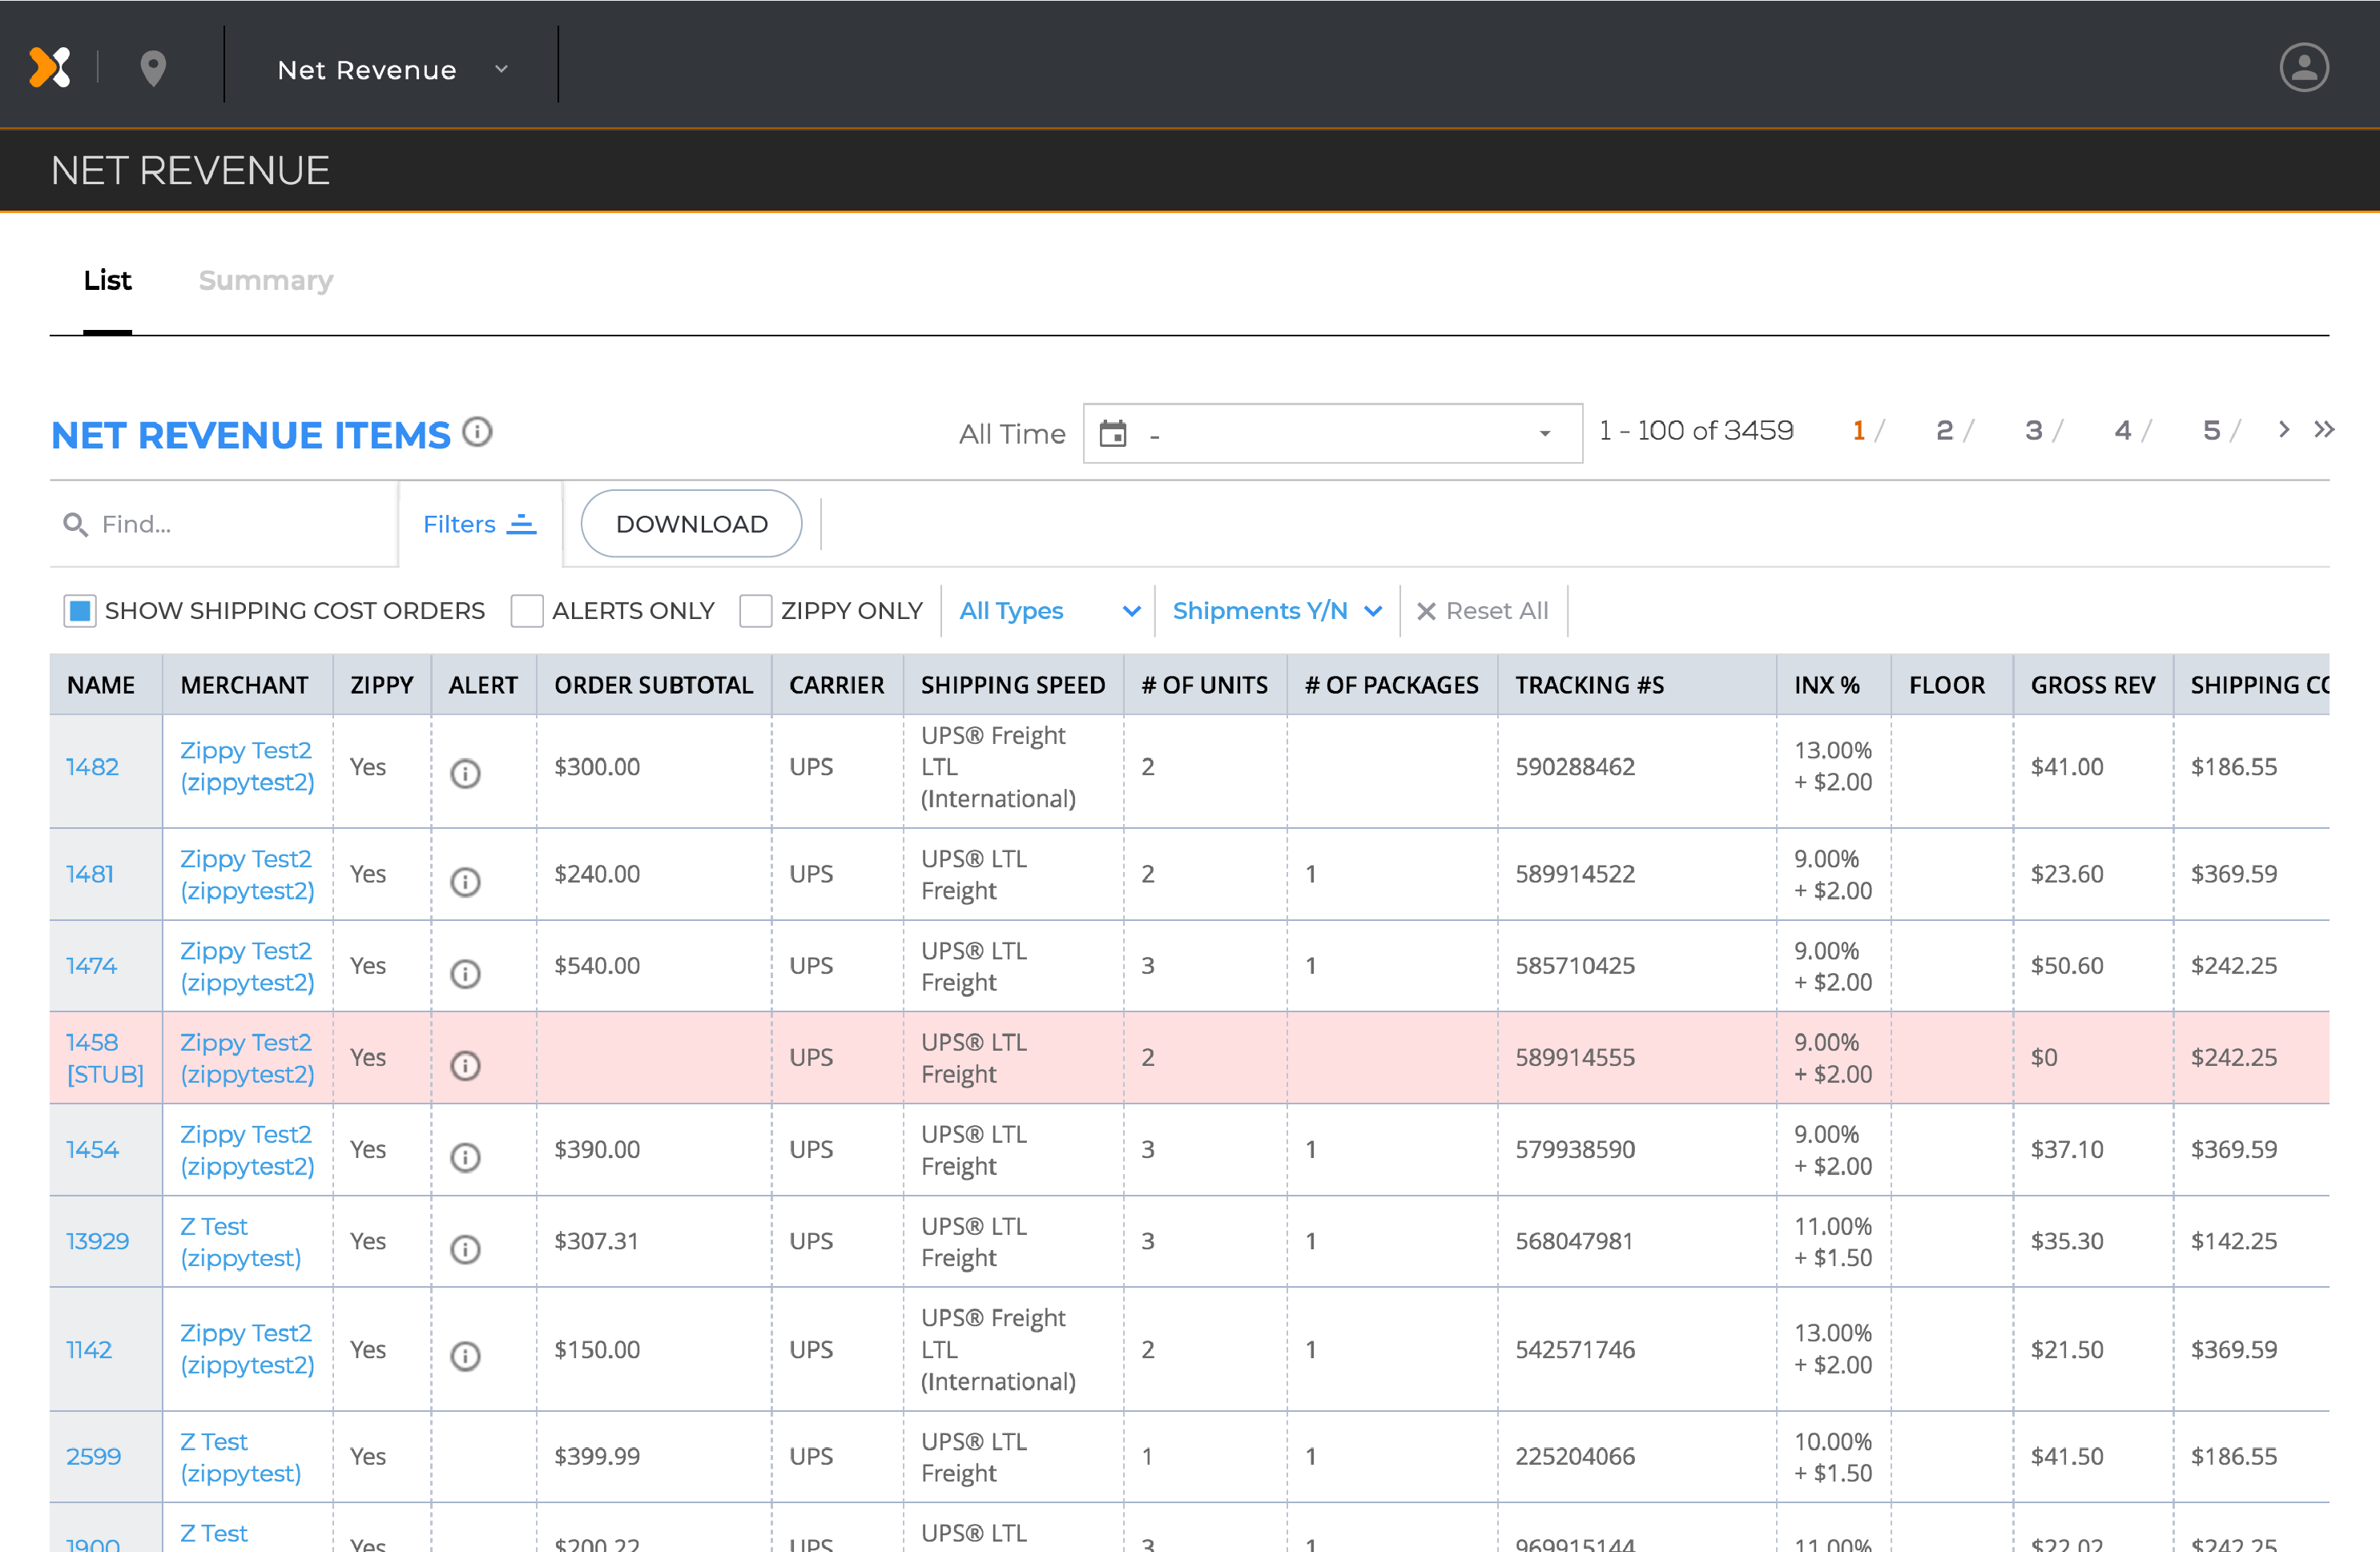 Net Revenue
NET REVENUE
List Summary
NET REVENUE ITEMS
All Time - 1 - 100 of 3459 1 / 2 / 3 / 4 / 5 /
Find... Filters DOWNLOAD
SHOW SHIPPING COST ORDERS ALERTS ONLY ZIPPY ONLY All Types Shipments Y/N Reset All
NAME MERCHANT ZIPPY ALERT ORDER SUBTOTAL CARRIER SHIPPING SPEED # OF UNITS # OF PACKAGES TRACKING #S INX % FLOOR GROSS REV SHIPPING CO
1482 Zippy Test2 (zippytest2) Yes $300.00 UPS UPS® Freight LTL (International) 2 590288462 13.00% + $2.00 $41.00 $186.55
1481 Zippy Test2 (zippytest2) Yes $240.00 UPS UPS® LTL Freight 2 1 589914522 9.00% + $2.00 $23.60 $369.59
1474 Zippy Test2 (zippytest2) Yes $540.00 UPS UPS® LTL Freight 3 1 585710425 9.00% + $2.00 $50.60 $242.25
1458 [STUB] Zippy Test2 (zippytest2) Yes UPS UPS® LTL Freight 2 589914555 9.00% + $2.00 $0 $242.25
1454 Zippy Test2 (zippytest2) Yes $390.00 UPS UPS® LTL Freight 3 1 579938590 9.00% + $2.00 $37.10 $369.59
13929 Z Test (zippytest) Yes $307.31 UPS UPS® LTL Freight 3 1 568047981 11.00% + $1.50 $35.30 $142.25
1142 Zippy Test2 (zippytest2) Yes $150.00 UPS UPS® Freight LTL (International) 2 1 542571746 13.00% + $2.00 $21.50 $369.59
2599 Z Test (zippytest) Yes $399.99 UPS UPS® LTL Freight 1 1 225204066 10.00% + $1.50 $41.50 $186.55
1900 Z Test Yes $200.22 UPS UPS® LTL 3 1 969915144 11.00% $22.02 $242.25